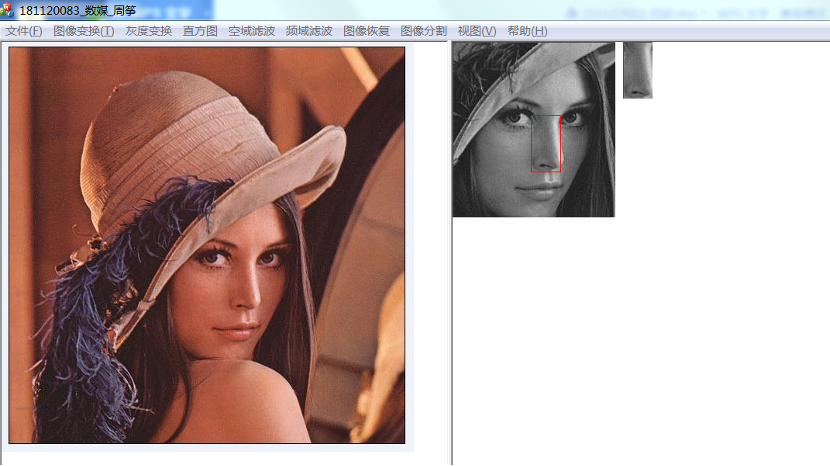 181120083_数媒_周筝
文件(F) 图像变换(T) 灰度变换 直方图 空域滤波 频域滤波 图像恢复 图像分割 视图(V) 帮助(H)